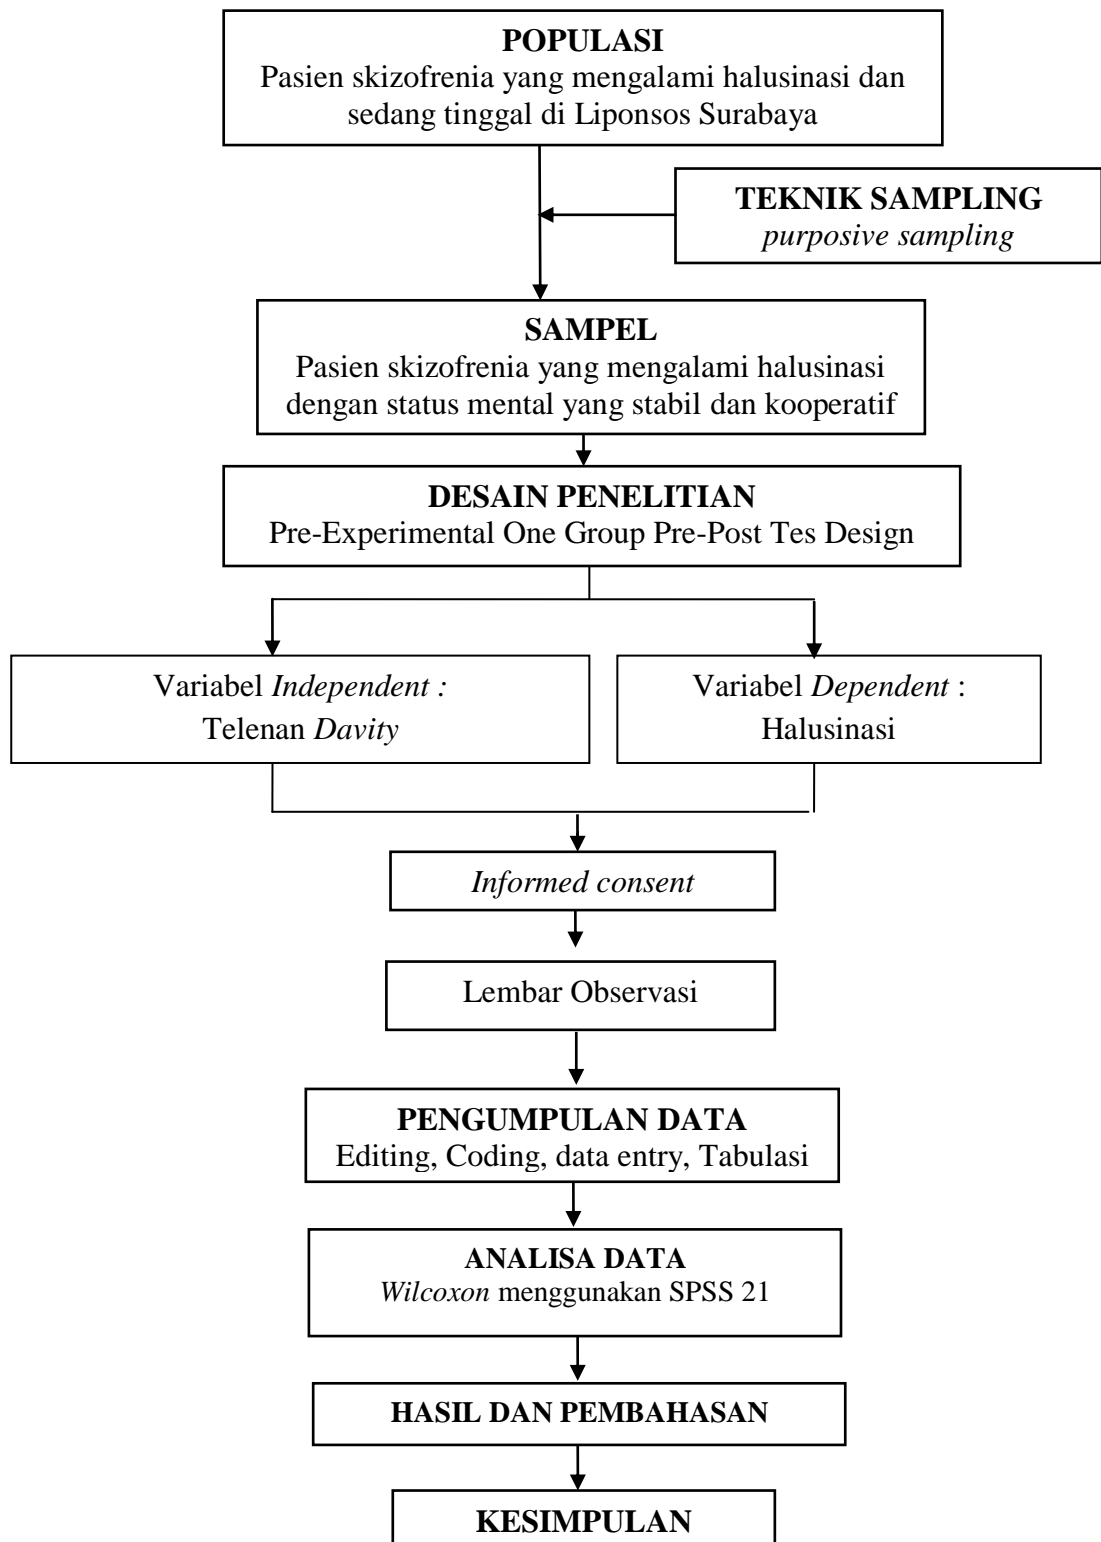 POPULASI
Pasien skizofrenia yang mengalami halusinasi dan
sedang tinggal di Liponsos Surabaya
TEKNIK SAMPLING
purposive sampling
SAMPEL
Pasien skizofrenia yang mengalami halusinasi
dengan status mental yang stabil dan kooperatif
DESAIN PENELITIAN
Pre-Experimental One Group Pre-Post Tes Design
Variabel Independent :
Telenan Davity
Variabel Dependent :
Halusinasi
Informed consent
Lembar Observasi
PENGUMPULAN DATA
Editing, Coding, data entry, Tabulasi
ANALISA DATA
Wilcoxon menggunakan SPSS 21
HASIL DAN PEMBAHASAN
KESIMPULAN